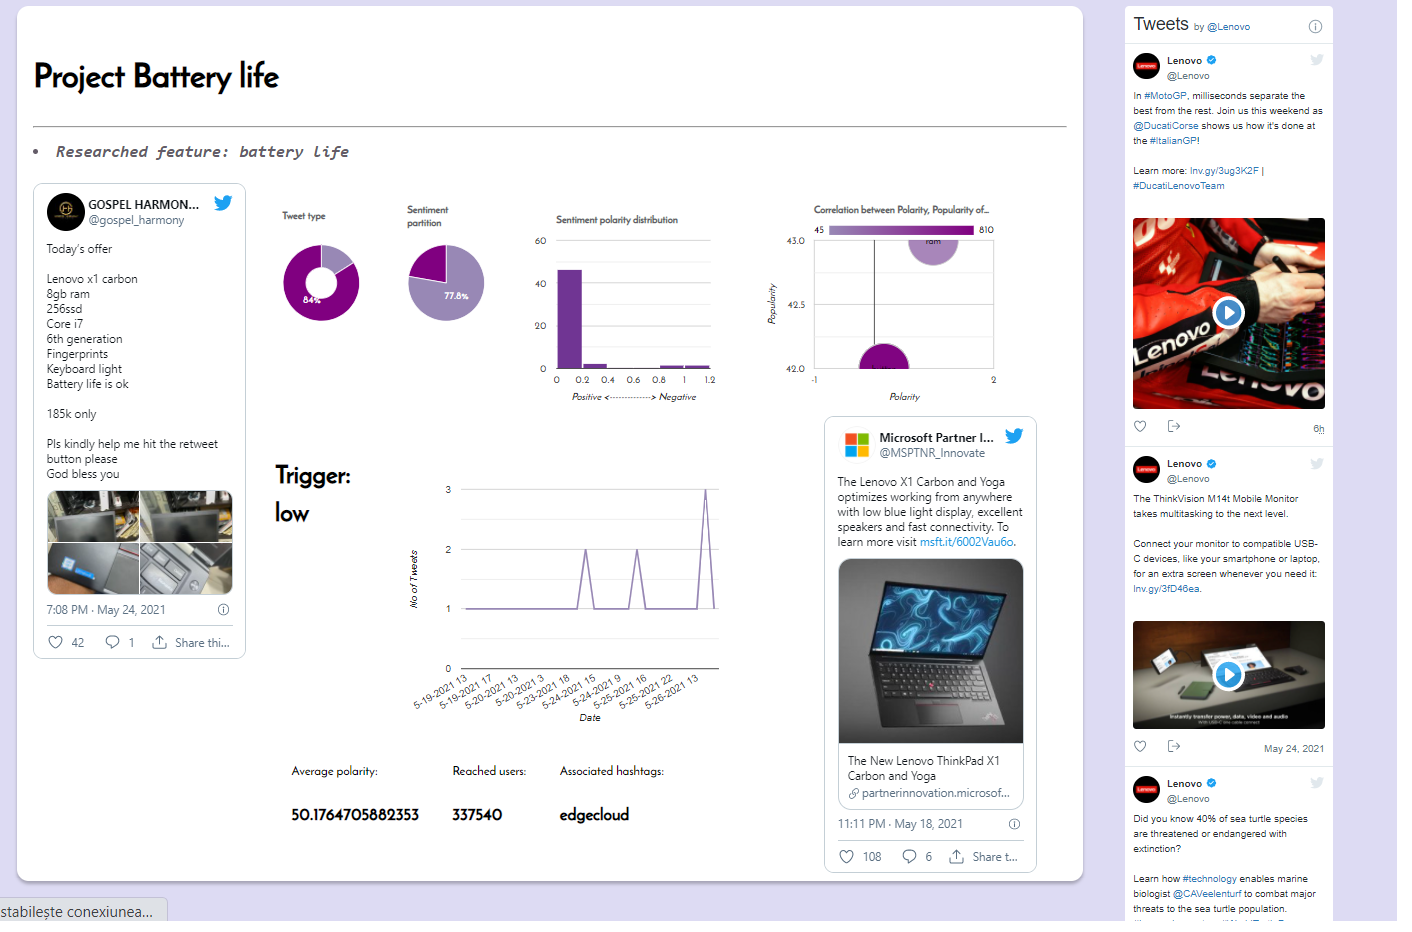 Project Battery life
• Researched feature: battery life
GOSPEL HARMON...
@gospel_harmony
Today's offer
Lenovo x1 carbon
8gb ram
256ssd
Core i7
6th generation
Fingerprints
Keyboard light
Battery life is ok
185k only
Pls kindly help me hit the retweet
button please
God bless you
7:08 PM · May 24, 2021
42
1
Share thi...
Tweet type
84%
Sentiment
partition
77.8%
Sentiment polarity distribution
60
40
20
0
0 0.2 0.4 0.6 0.8 1 1.2
Positive <--------------> Negative
Correlation between Polarity, Popularity of...
45
810
43.0
42.5
42.0
Popularity
ram
-1
2
Polarity
Trigger:
low
3
2
1
0
No of Tweets
5-19-2021 13
5-19-2021 17
5-20-2021 13
5-20-2021 3
5-23-2021 18
5-24-2021 15
5-24-2021 9
5-25-2021 16
5-25-2021 22
5-26-2021 13
Date
Average polarity:
50.1764705882353
Reached users:
337540
Associated hashtags:
edgecloud
Microsoft Partner I...
@MSPTNR_Innovate
The Lenovo X1 Carbon and Yoga
optimizes working from anywhere
with low blue light display, excellent
speakers and fast connectivity. To
learn more visit msft.it/6002Vau6o.
The New Lenovo ThinkPad X1
Carbon and Yoga
partnerinnovation.microsof...
11:11 PM · May 18, 2021
108
6
Share t...
Tweets by @Lenovo
Lenovo
Lenovo
@Lenovo
In #MotoGP, milliseconds separate the
best from the rest. Join us this weekend as
@DucatiCorse shows us how it's done at
the #ItalianGP!
Learn more: lnv.gy/3ug3K2F |
#DucatiLenovoTeam
Lenovo
6h
Lenovo
Lenovo
@Lenovo
The ThinkVision M14t Mobile Monitor
takes multitasking to the next level.
Connect your monitor to compatible USB-
C devices, like your smartphone or laptop,
for an extra screen whenever you need it:
lnv.gy/3fD46ea.
Instantly transfer power, data, video and audio
May 24, 2021
Lenovo
Lenovo
@Lenovo
Did you know 40% of sea turtle species
are threatened or endangered with
extinction?
Learn how #technology enables marine
biologist @CAVeelenturf to combat major
threats to the sea turtle population.
stabilește conexiunea...